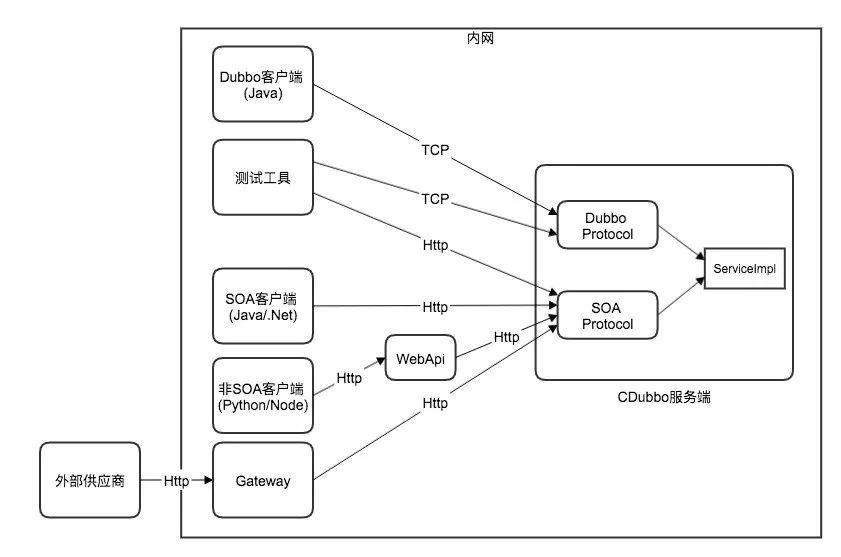 内网
Dubbo客户端
(Java)
TCP
测试工具
TCP
Http
Dubbo
Protocol
ServiceImpl
SOA客户端
(Java/.Net)
Http
SOA
Protocol
Http
WebApi
Http
非SOA客户端
(Python/Node)
Http
CDubbo服务端
外部供应商
Http
Gateway